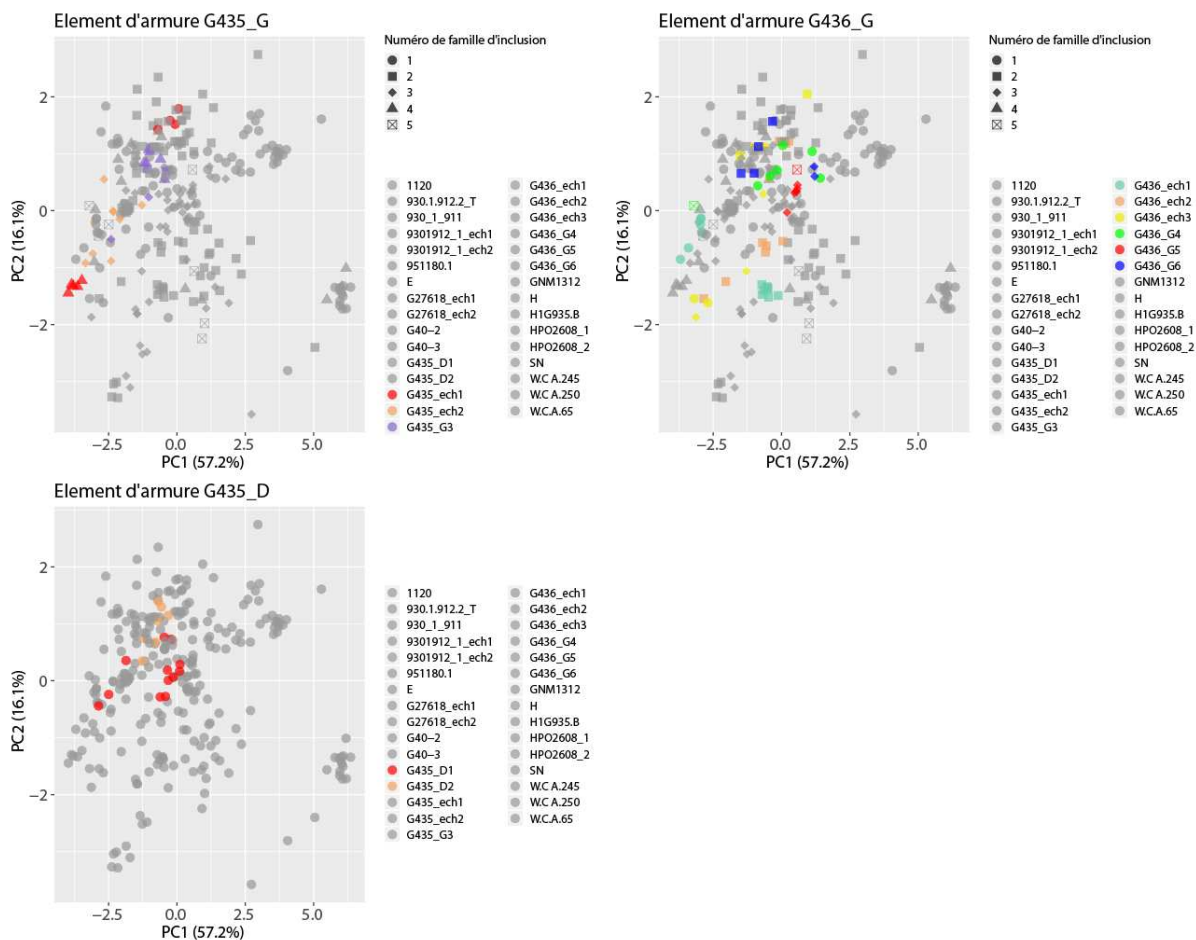 Element d'armure G435_G
PC2 (16.1%)
2
0
−2
−2.5
0.0
2.5
5.0
PC1 (57.2%)
Numéro de famille d'inclusion
1
2
3
4
5
1120
930.1.912.2_T
930_1_911
9301912_1_ech1
9301912_1_ech2
951180.1
E
G27618_ech1
G27618_ech2
G40−2
G40−3
G435_D1
G435_D2
G435_ech1
G435_ech2
G435_G3
G436_ech1
G436_ech2
G436_ech3
G436_G4
G436_G5
G436_G6
GNM1312
H
H1G935.B
HPO2608_1
HPO2608_2
SN
W.C A.245
W.C A.250
W.C.A.65
Element d'armure G436_G
PC2 (16.1%)
2
0
−2
−2.5
0.0
2.5
5.0
PC1 (57.2%)
Numéro de famille d'inclusion
1
2
3
4
5
1120
930.1.912.2_T
930_1_911
9301912_1_ech1
9301912_1_ech2
951180.1
E
G27618_ech1
G27618_ech2
G40−2
G40−3
G435_D1
G435_D2
G435_ech1
G435_ech2
G435_G3
G436_ech1
G436_ech2
G436_ech3
G436_G4
G436_G5
G436_G6
GNM1312
H
H1G935.B
HPO2608_1
HPO2608_2
SN
W.C A.245
W.C A.250
W.C.A.65
Element d'armure G435_D
PC2 (16.1%)
2
0
−2
−2.5
0.0
2.5
5.0
PC1 (57.2%)
1120
930.1.912.2_T
930_1_911
9301912_1_ech1
9301912_1_ech2
951180.1
E
G27618_ech1
G27618_ech2
G40−2
G40−3
G435_D1
G435_D2
G435_ech1
G435_ech2
G435_G3
G436_ech1
G436_ech2
G436_ech3
G436_G4
G436_G5
G436_G6
GNM1312
H
H1G935.B
HPO2608_1
HPO2608_2
SN
W.C A.245
W.C A.250
W.C.A.65